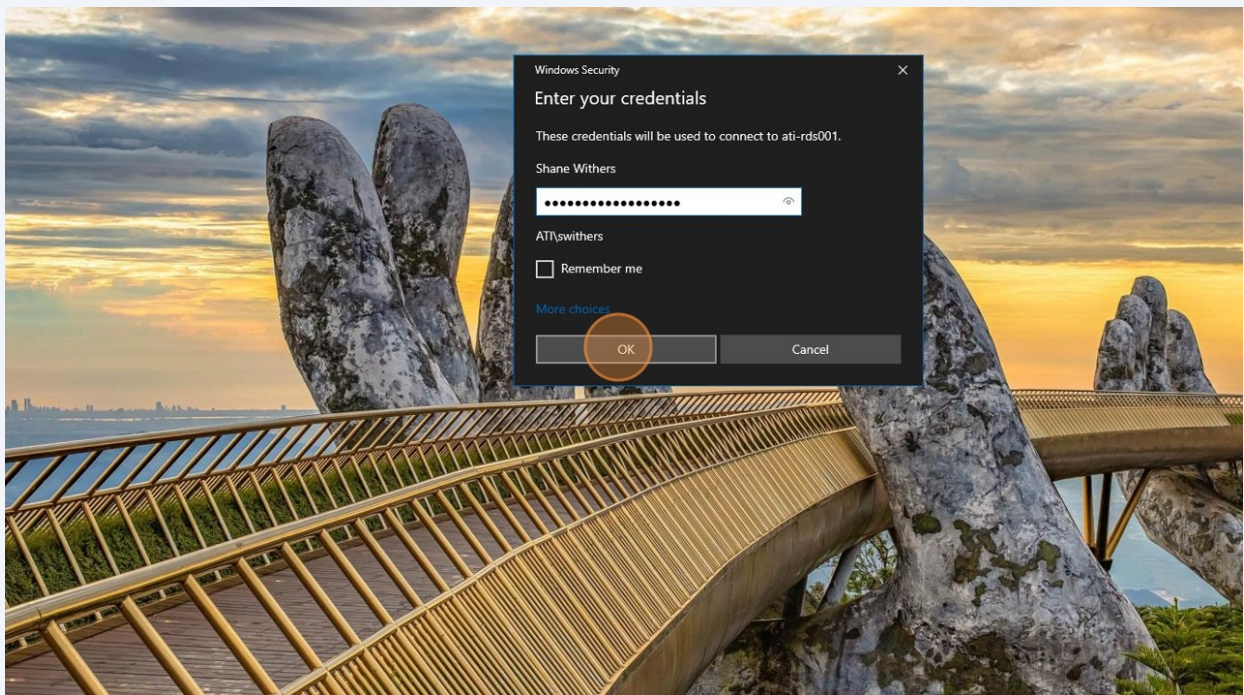 Windows Security
Enter your credentials
These credentials will be used to connect to ati-rds001.
Shane Withers
••••••••••••••••••
ATI\swithers
Remember me
More choices
OK
Cancel